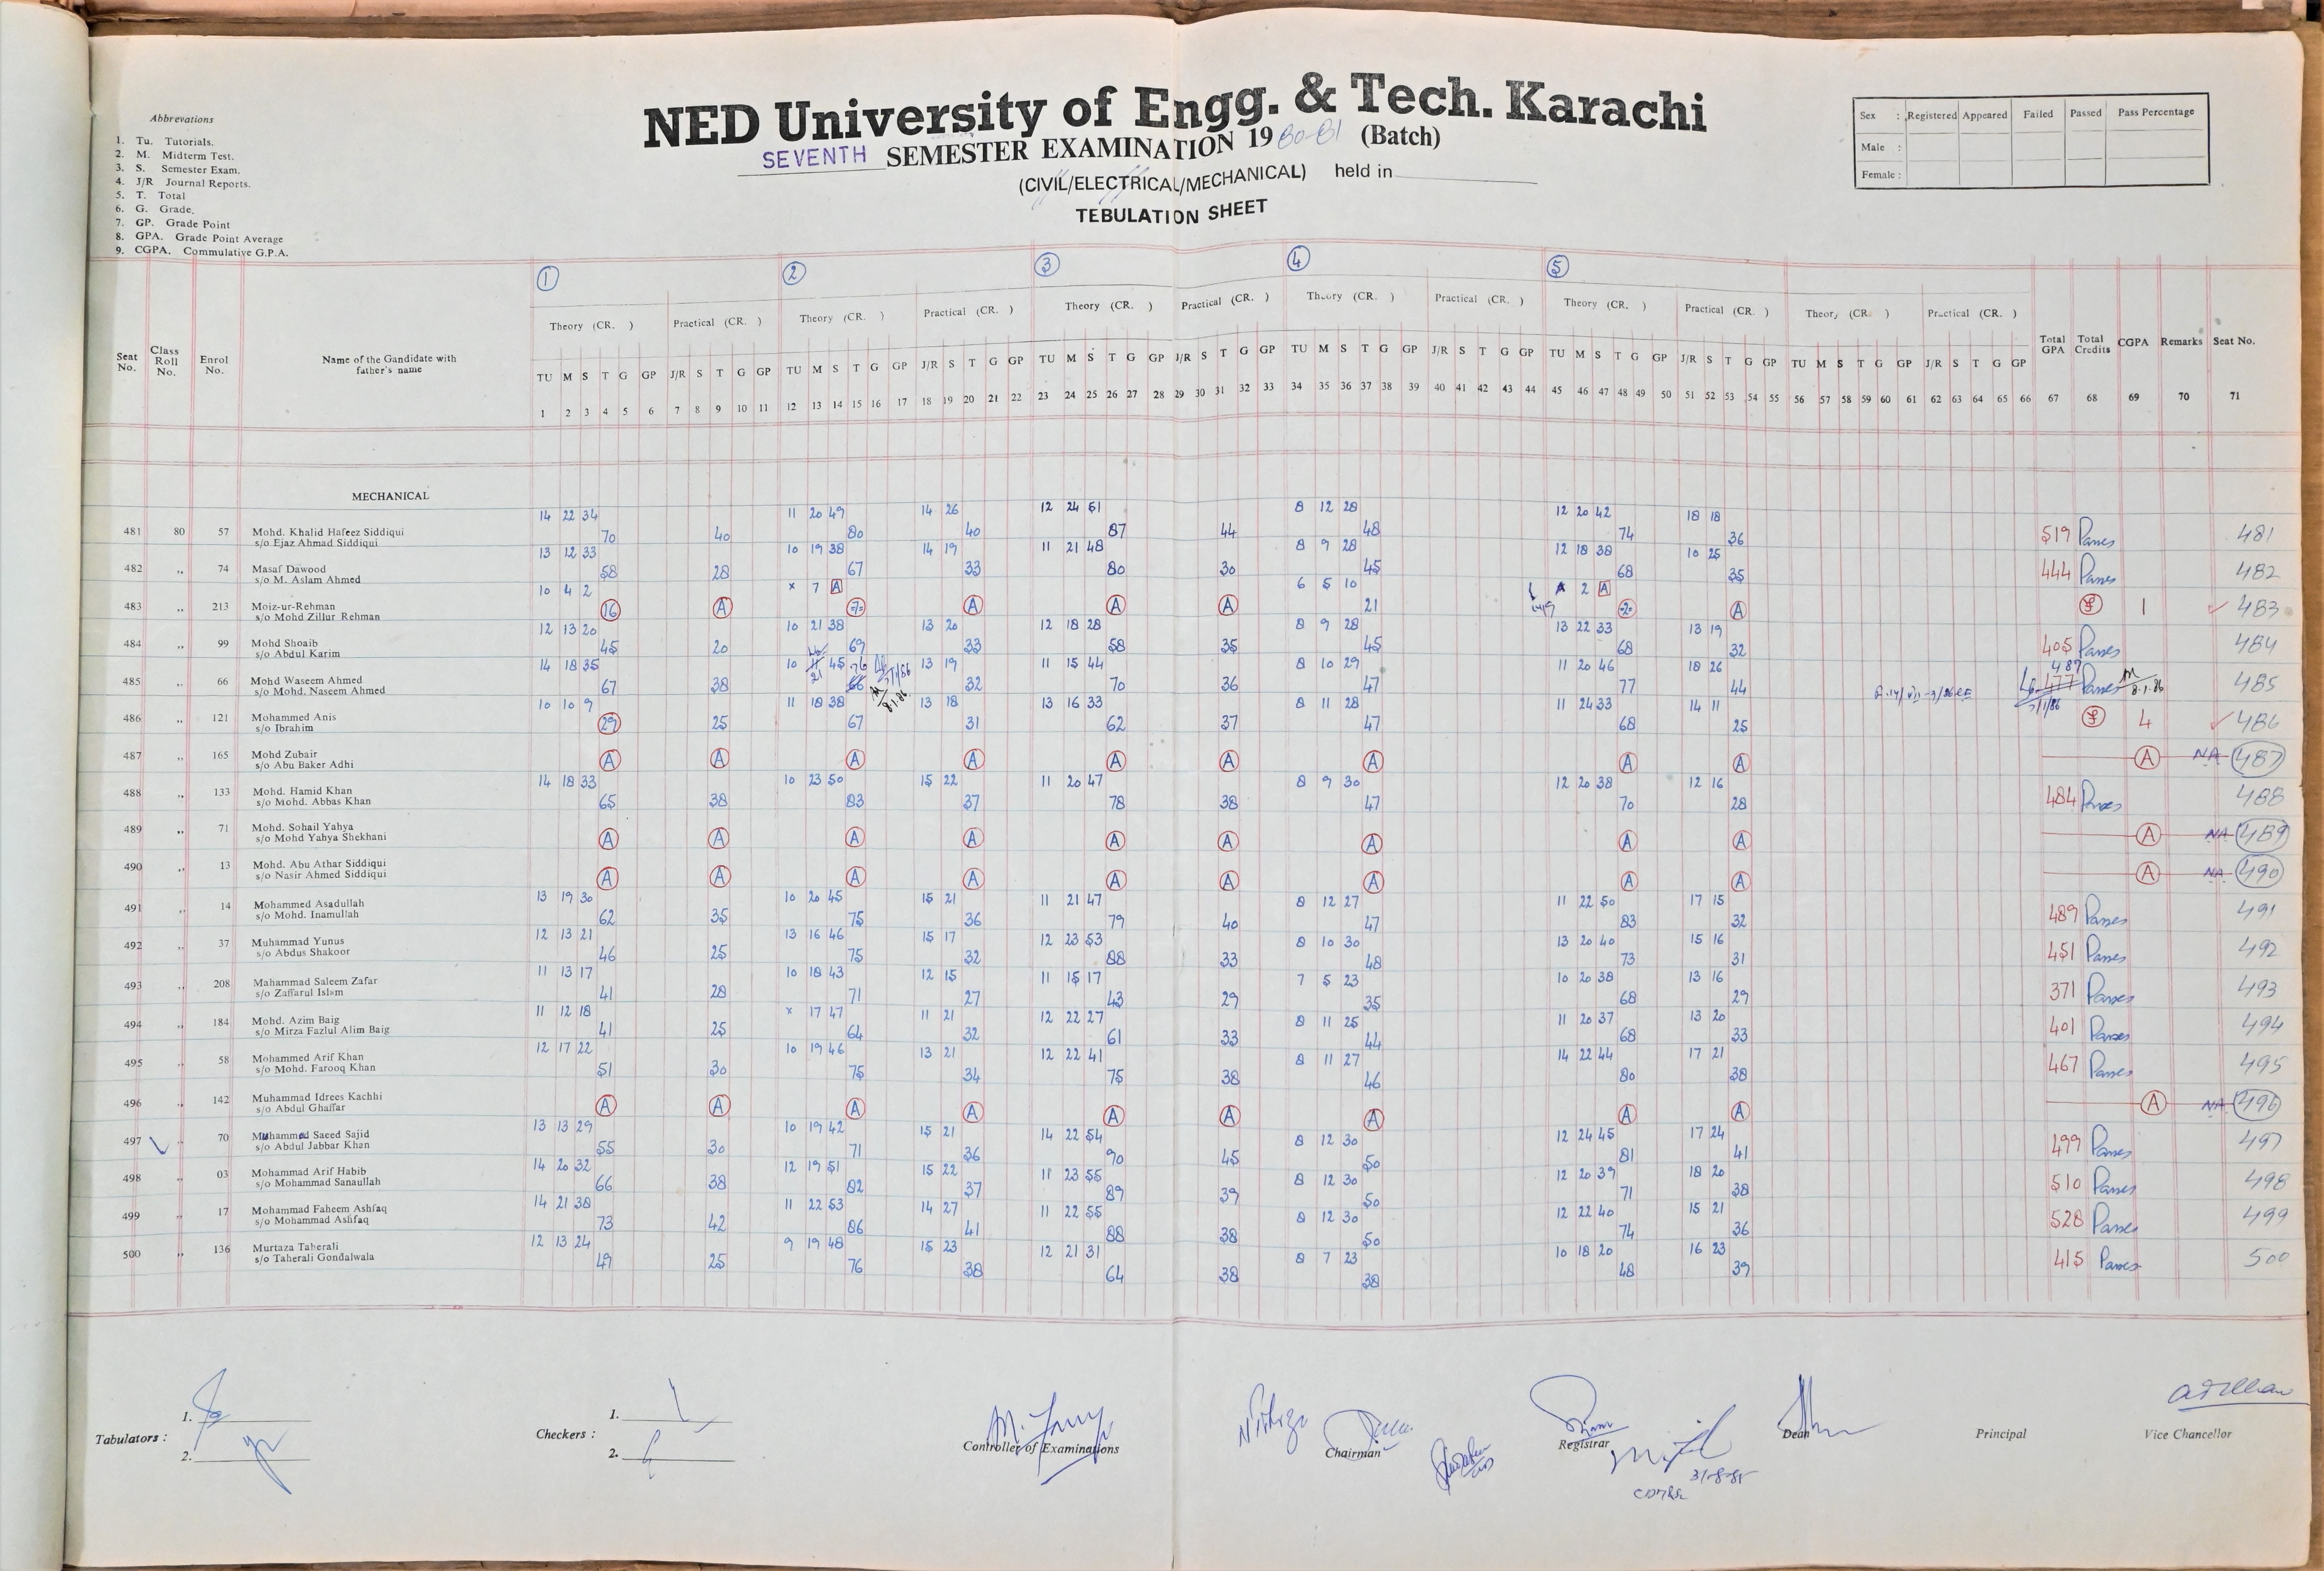 Abbrevations
1. Tu. Tutorials.
2. M. Midterm Test.
3. S. Semester Exam.
4. J/R Journal Reports.
5. T. Total
6. G. Grade.
7. GP. Grade Point
8. GPA. Grade Point Average
9. CGPA. Commulative G.P.A.
NED University of Engg. & Tech. Karachi
SEVENTH SEMESTER EXAMINATION 1980-81 (Batch)
(CIVIL/ELECTRICAL/MECHANICAL) held in
TEBULATION SHEET
Sex : Registered Appeared Failed Passed Pass Percentage
Male :
Female :
1 2 3 4 5
Theory (CR. ) Practical (CR. ) Theory (CR. ) Practical (CR. ) Theory (CR. ) Practical (CR. ) Theory (CR. ) Practical (CR. ) Theory (CR. ) Practical (CR. ) Theory (CR. ) Practical (CR. )
Seat No. Class Roll No. Enrol No. Name of the Gandidate with father's name Total GPA Total Credits CGPA Remarks Seat No.
TU M S T G GP J/R S T G GP TU M S T G GP J/R S T G GP TU M S T G GP J/R S T G GP TU M S T G GP J/R S T G GP TU M S T G GP J/R S T G GP TU M S T G GP J/R S T G GP
1 2 3 4 5 6 7 8 9 10 11 12 13 14 15 16 17 18 19 20 21 22 23 24 25 26 27 28 29 30 31 32 33 34 35 36 37 38 39 40 41 42 43 44 45 46 47 48 49 50 51 52 53 54 55 56 57 58 59 60 61 62 63 64 65 66 67 68 69 70 71
MECHANICAL
14 22 34 11 20 49 14 26 12 24 51 8 12 28 12 20 42 18 18
481 80 57 Mohd. Khalid Hafeez Siddiqui 70 40 80 40 87 44 48 74 36 519 Passes 481
s/o Ejaz Ahmad Siddiqui
13 12 33 10 19 38 14 19 11 21 48 8 9 28 12 18 38 10 25
482 ,, 74 Masaf Dawood 58 28 67 33 80 30 45 68 35 444 Passes 482
s/o M. Aslam Ahmed
10 4 2 x 7 A 6 5 10 A 2 A
483 ,, 213 Moiz-ur-Rehman 16 A 7 A A A 21 2 A F 1 483
s/o Mohd Zillur Rehman
12 13 20 10 21 38 13 20 12 18 28 8 9 28 13 22 33 13 19
484 ,, 99 Mohd Shoaib 45 20 69 33 58 35 45 68 32 405 Passes 484
s/o Abdul Karim
14 18 35 10 11 21 45 76 7/1/86 13 19 11 15 44 8 10 29 11 20 46 18 26 487
485 ,, 66 Mohd Waseem Ahmed 67 38 66 8.1.86 32 70 36 47 77 44 477 Passes 8.1.86 485
s/o Mohd. Naseem Ahmed 7/1/86
10 10 9 11 18 38 13 18 13 16 33 8 11 28 11 24 33 14 11
486 ,, 121 Mohammed Anis 29 25 67 31 62 37 47 68 25 F 4 486
s/o Ibrahim
487 ,, 165 Mohd Zubair A A A A A A A A A A NA 487
s/o Abu Baker Adhi
14 18 33 10 23 50 15 22 11 20 47 8 9 30 12 20 38 12 16
488 ,, 133 Mohd. Hamid Khan 65 38 83 37 78 38 47 70 28 484 Passes 488
s/o Mohd. Abbas Khan
489 ,, 71 Mohd. Sohail Yahya A A A A A A A A A A NA 489
s/o Mohd Yahya Shekhani
490 ,, 13 Mohd. Abu Athar Siddiqui A A A A A A A A A A NA 490
s/o Nasir Ahmed Siddiqui
13 19 30 10 20 45 15 21 11 21 47 8 12 27 11 22 50 17 15
491 ,, 14 Mohammed Asadullah 62 35 75 36 79 40 47 83 32 489 Passes 491
s/o Mohd. Inamullah
12 13 21 13 16 46 15 17 12 23 53 8 10 30 13 20 40 15 16
492 ,, 37 Muhammad Yunus 46 25 75 32 88 33 48 73 31 451 Passes 492
s/o Abdus Shakoor
11 13 17 10 18 43 12 15 11 15 17 7 5 23 10 20 38 13 16
493 ,, 208 Mahammad Saleem Zafar 41 28 71 27 43 29 35 68 29 371 Passes 493
s/o Zaffarul Islam
11 12 18 x 17 47 11 21 12 22 27 8 11 25 11 20 37 13 20
494 ,, 184 Mohd. Azim Baig 41 25 64 32 61 33 44 68 33 401 Passes 494
s/o Mirza Fazlul Alim Baig
12 17 22 10 19 46 13 21 12 22 41 8 11 27 14 22 44 17 21
495 ,, 58 Mohammed Arif Khan 51 30 75 34 75 38 46 80 38 467 Passes 495
s/o Mohd. Farooq Khan
496 ,, 142 Muhammad Idrees Kachhi A A A A A A A A A A NA 496
s/o Abdul Ghaffar
13 13 29 10 19 42 15 21 14 22 54 8 12 30 12 24 45 17 24
497 ,, 70 Muhammad Saeed Sajid 55 30 71 36 90 45 50 81 41 499 Passes 497
s/o Abdul Jabbar Khan
14 20 32 12 19 51 15 22 11 23 55 8 12 30 12 20 39 18 20
498 ,, 03 Mohammad Arif Habib 66 38 82 37 89 39 50 71 38 510 Passes 498
s/o Mohammad Sanaullah
14 21 38 11 22 53 14 27 11 22 55 8 12 30 12 22 40 15 21
499 ,, 17 Mohammad Faheem Ashfaq 73 42 86 41 88 38 50 74 36 528 Passes 499
s/o Mohammad Ashfaq
12 13 24 9 19 48 15 23 12 21 31 8 7 23 10 18 20 16 23
500 ,, 136 Murtaza Taherali 49 25 76 38 64 38 38 48 39 415 Passes 500
s/o Taherali Gondalwala
Tabulators : 1. 2.
Checkers : 1. 2.
Controller of Examinations
Chairman
Registrar
31-8-85
Dean
Principal
Vice Chancellor